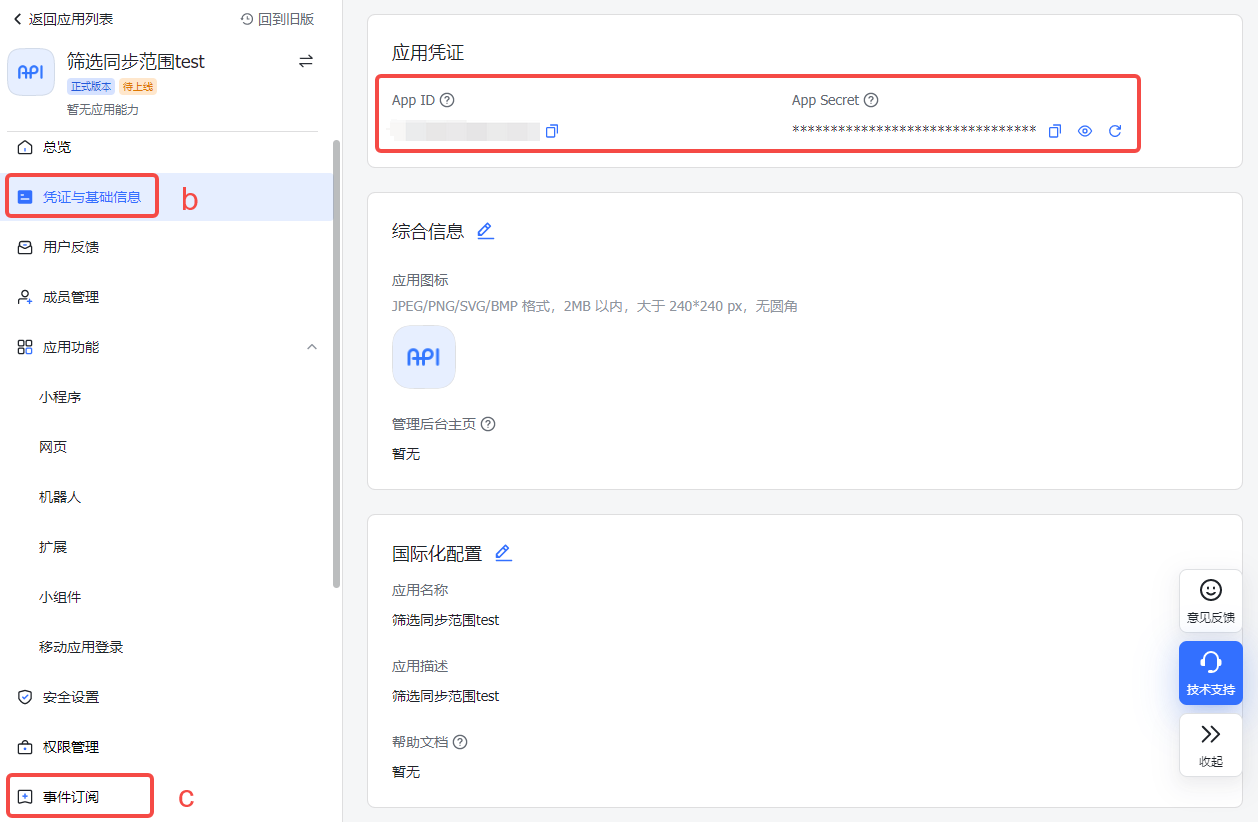 返回应用列表
回到旧版
API
筛选同步范围test
正式版本 待上线
暂无应用能力
总览
凭证与基础信息
b
用户反馈
成员管理
应用功能
小程序
网页
机器人
扩展
小组件
移动应用登录
安全设置
权限管理
事件订阅
c
应用凭证
App ID
App Secret
********************************
综合信息
应用图标
JPEG/PNG/SVG/BMP 格式，2MB 以内，大于 240*240 px，无圆角
API
管理后台主页
暂无
国际化配置
应用名称
筛选同步范围test
应用描述
筛选同步范围test
帮助文档
暂无
意见反馈
技术支持
收起